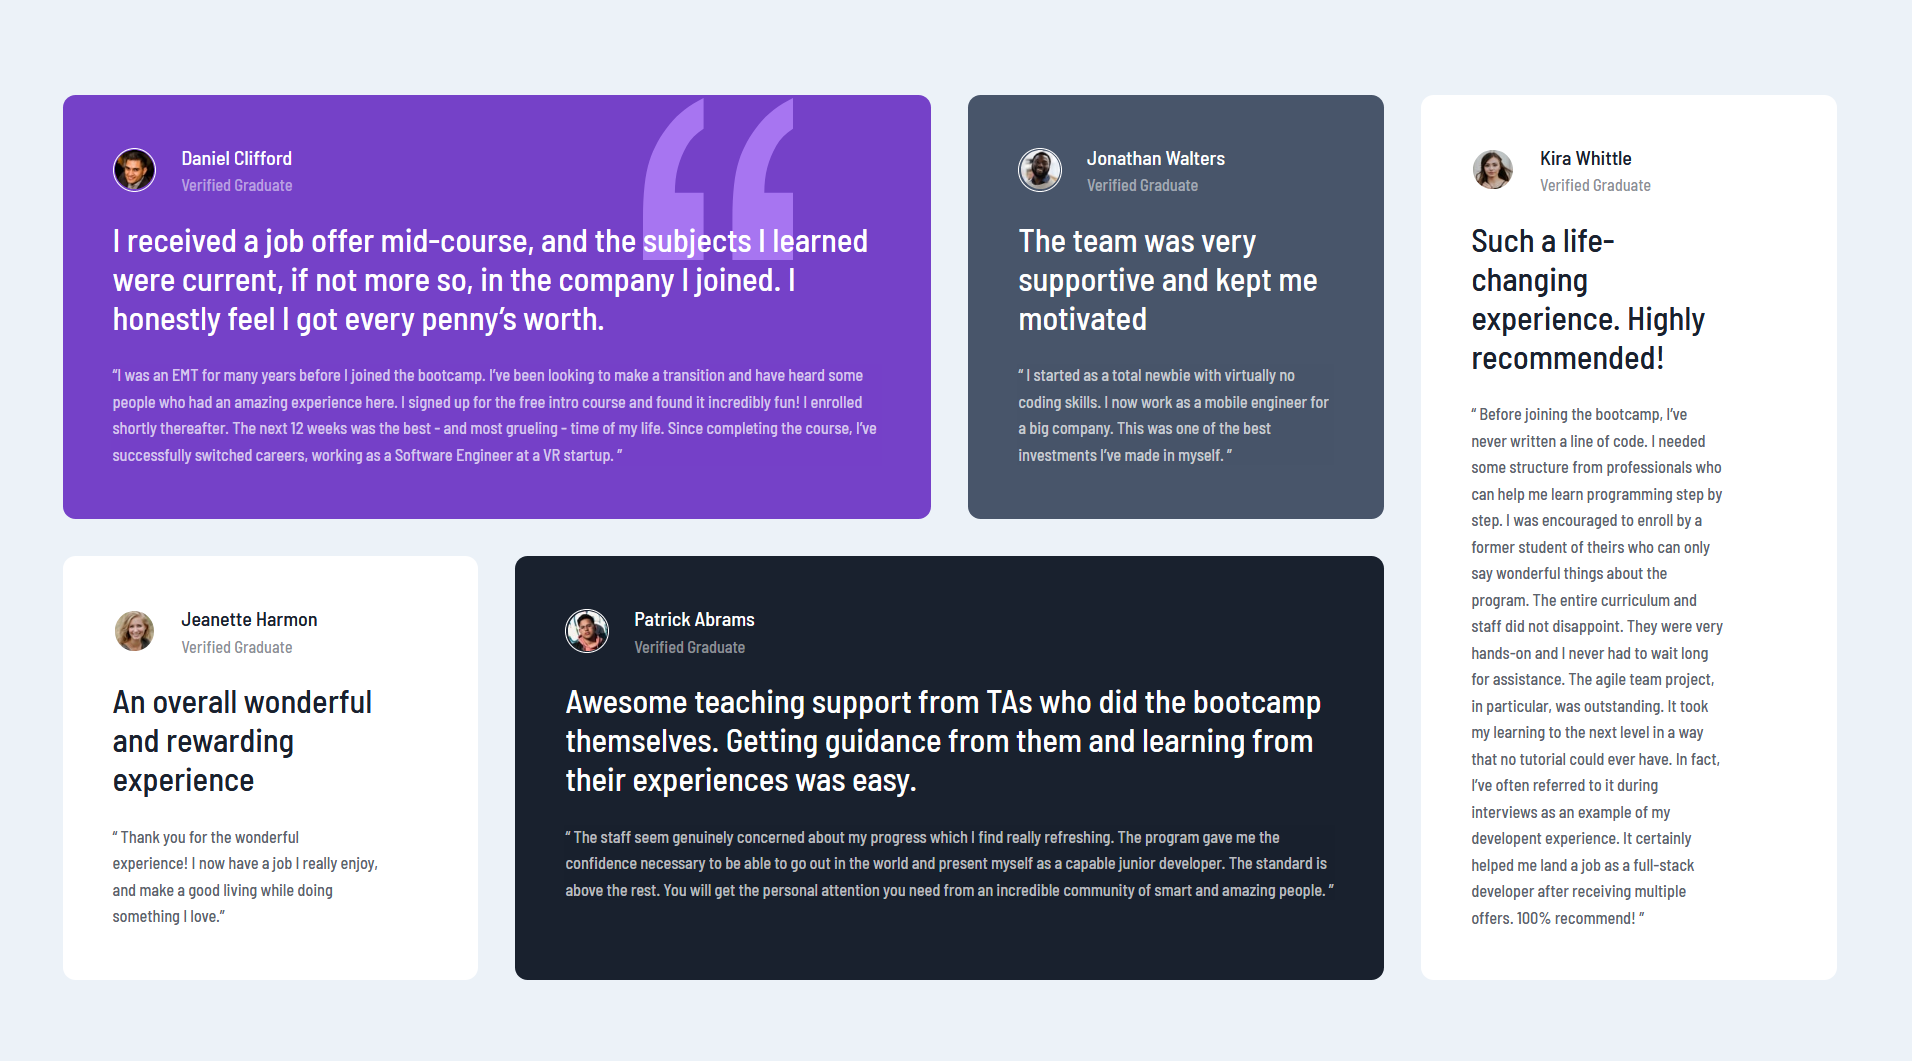 “
Daniel Clifford
Verified Graduate
I received a job offer mid-course, and the subjects I learned
were current, if not more so, in the company I joined. I
honestly feel I got every penny’s worth.
“I was an EMT for many years before I joined the bootcamp. I’ve been looking to make a transition and have heard some
people who had an amazing experience here. I signed up for the free intro course and found it incredibly fun! I enrolled
shortly thereafter. The next 12 weeks was the best - and most grueling - time of my life. Since completing the course, I’ve
successfully switched careers, working as a Software Engineer at a VR startup. ”
Jonathan Walters
Verified Graduate
The team was very
supportive and kept me
motivated
“ I started as a total newbie with virtually no
coding skills. I now work as a mobile engineer for
a big company. This was one of the best
investments I’ve made in myself. ”
Kira Whittle
Verified Graduate
Such a life-
changing
experience. Highly
recommended!
“ Before joining the bootcamp, I’ve
never written a line of code. I needed
some structure from professionals who
can help me learn programming step by
step. I was encouraged to enroll by a
former student of theirs who can only
say wonderful things about the
program. The entire curriculum and
staff did not disappoint. They were very
hands-on and I never had to wait long
for assistance. The agile team project,
in particular, was outstanding. It took
my learning to the next level in a way
that no tutorial could ever have. In fact,
I’ve often referred to it during
interviews as an example of my
developent experience. It certainly
helped me land a job as a full-stack
developer after receiving multiple
offers. 100% recommend! ”
Jeanette Harmon
Verified Graduate
An overall wonderful
and rewarding
experience
“ Thank you for the wonderful
experience! I now have a job I really enjoy,
and make a good living while doing
something I love.”
Patrick Abrams
Verified Graduate
Awesome teaching support from TAs who did the bootcamp
themselves. Getting guidance from them and learning from
their experiences was easy.
“ The staff seem genuinely concerned about my progress which I find really refreshing. The program gave me the
confidence necessary to be able to go out in the world and present myself as a capable junior developer. The standard is
above the rest. You will get the personal attention you need from an incredible community of smart and amazing people. ”